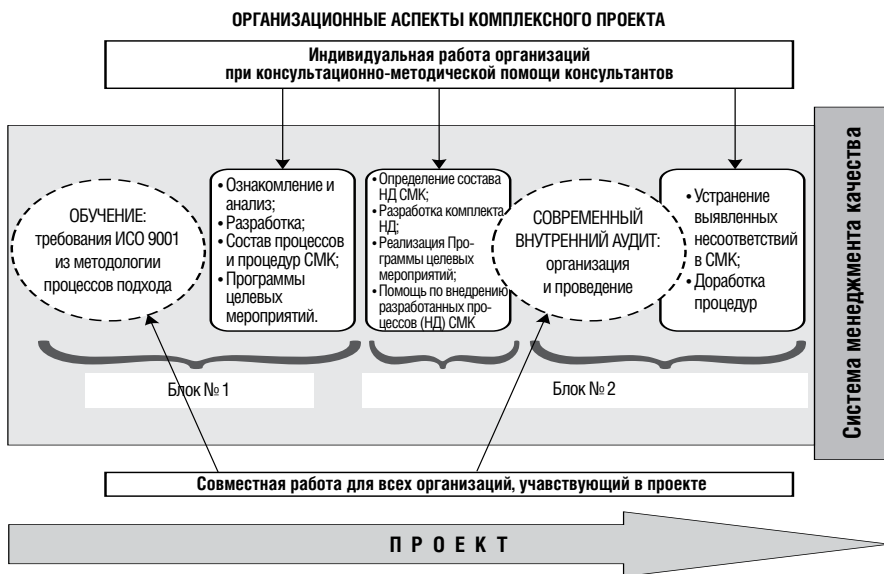 ОРГАНИЗАЦИОННЫЕ АСПЕКТЫ КОМПЛЕКСНОГО ПРОЕКТА
Индивидуальная работа организаций
при консультационно-методической помощи консультантов
ОБУЧЕНИЕ:
требования ИСО 9001
из методологии
процессов подхода
• Ознакомление и
анализ;
• Разработка;
• Состав процессов
и процедур СМК;
• Программы
целевых
мероприятий.
• Определение состава
НД СМК;
• Разработка комплекта
НД;
• Реализация Про-
граммы целевых
мероприятий;
• Помощь по внедрению
разработанных про-
цессов (НД) СМК
СОВРЕМЕННЫЙ
ВНУТРЕННИЙ АУДИТ:
организация
и проведение
• Устранение
выявленных
несоответствий
в СМК;
• Доработка
процедур
Система менеджмента качества
Блок № 1
Блок № 2
Совместная работа для всех организаций, учавствующий в проекте
П Р О Е К Т